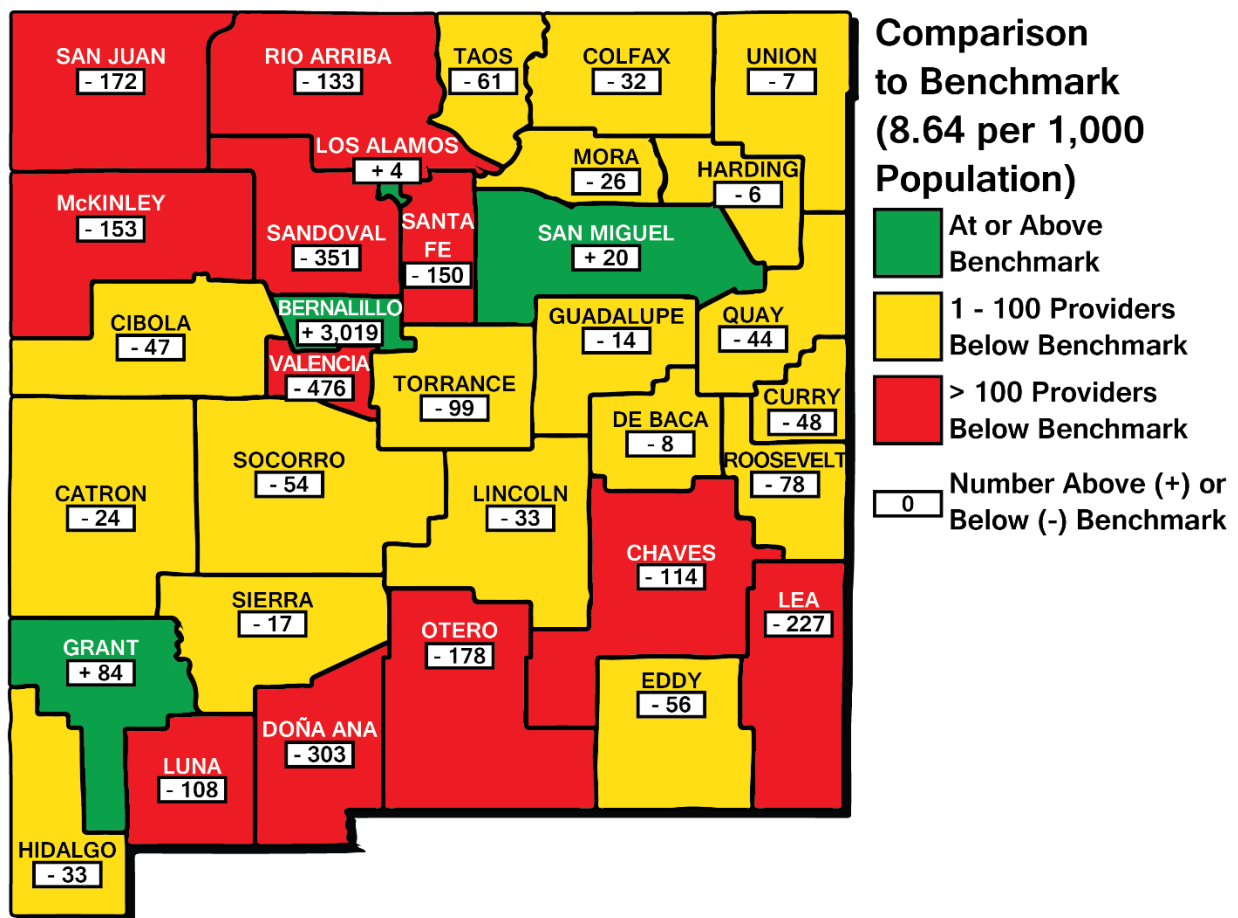 SAN JUAN
- 172
RIO ARRIBA
- 133
TAOS
- 61
COLFAX
- 32
UNION
- 7
LOS ALAMOS
+ 4
MORA
- 26
HARDING
- 6
McKINLEY
- 153
SANDOVAL
- 351
SANTA
FE
- 150
SAN MIGUEL
+ 20
CIBOLA
- 47
BERNALILLO
+ 3,019
GUADALUPE
- 14
QUAY
- 44
VALENCIA
- 476
TORRANCE
- 99
CURRY
- 48
DE BACA
- 8
CATRON
- 24
SOCORRO
- 54
LINCOLN
- 33
ROOSEVELT
- 78
CHAVES
- 114
LEA
- 227
SIERRA
- 17
OTERO
- 178
GRANT
+ 84
EDDY
- 56
LUNA
- 108
DOÑA ANA
- 303
HIDALGO
- 33
Comparison
to Benchmark
(8.64 per 1,000
Population)
At or Above
Benchmark
1 - 100 Providers
Below Benchmark
> 100 Providers
Below Benchmark
0
Number Above (+) or
Below (-) Benchmark